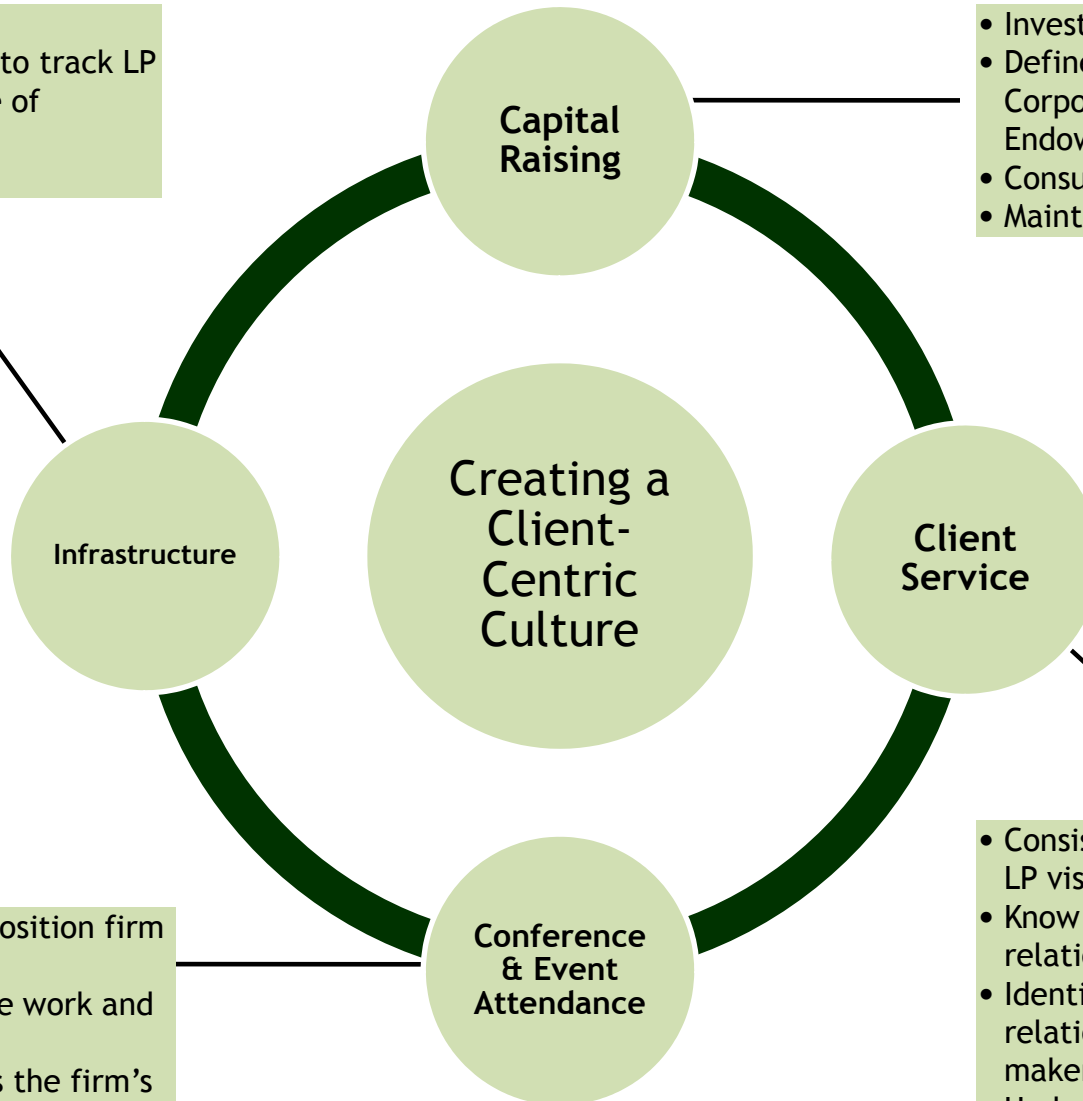 to track LP
of
Capital
Raising
• Invest
• Define
Corpo
Endow
• Consu
• Maint
Infrastructure
Creating a
Client-
Centric
Culture
Client
Service
osition firm
e work and
s the firm's
Conference
& Event
Attendance
• Consis
LP vis
• Know
relatio
• Identi
relatio
make